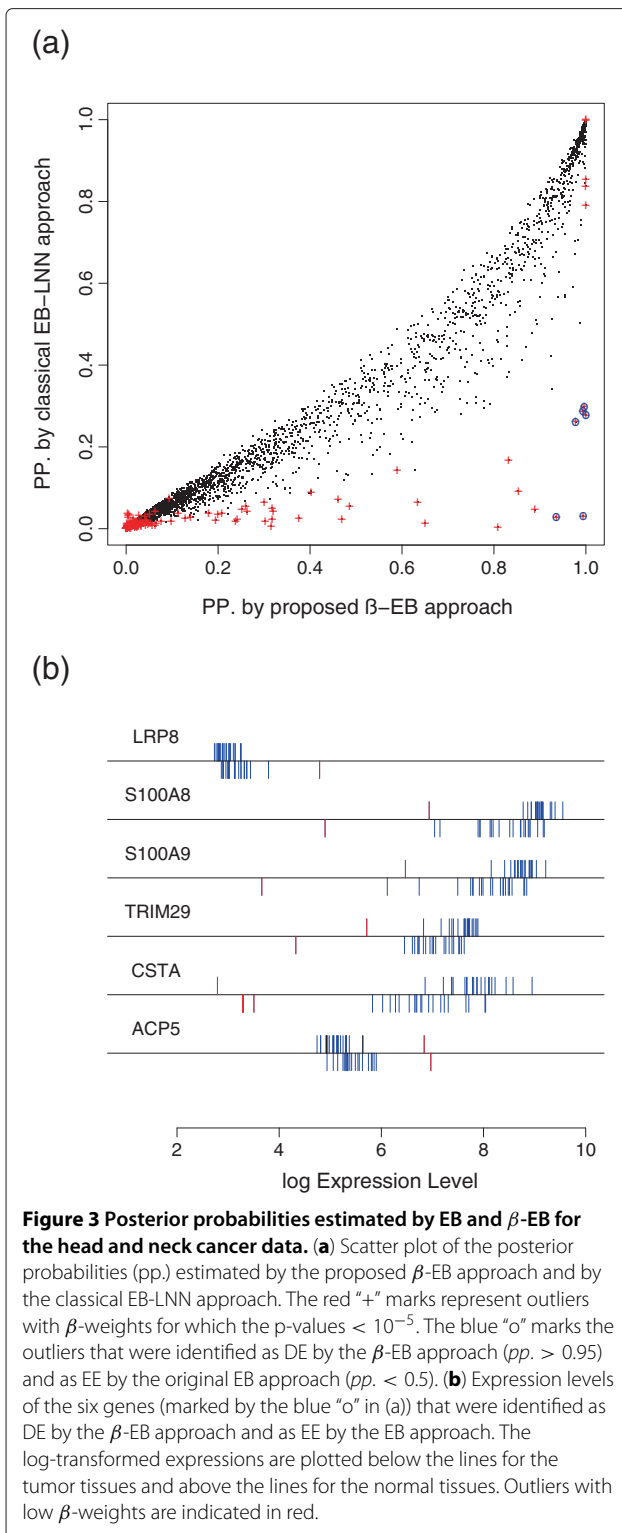 (a)
PP. by classical EB−LNN approach
1.0
0.8
0.6
0.4
0.2
0.0
0.0 0.2 0.4 0.6 0.8 1.0
PP. by proposed ß−EB approach
(b)
LRP8
S100A8
S100A9
TRIM29
CSTA
ACP5
2 4 6 8 10
log Expression Level
Figure 3 Posterior probabilities estimated by EB and β-EB for
the head and neck cancer data. (a) Scatter plot of the posterior
probabilities (pp.) estimated by the proposed β-EB approach and by
the classical EB-LNN approach. The red “+” marks represent outliers
with β-weights for which the p-values < 10⁻⁵. The blue “o” marks the
outliers that were identified as DE by the β-EB approach (pp. > 0.95)
and as EE by the original EB approach (pp. < 0.5). (b) Expression levels
of the six genes (marked by the blue “o” in (a)) that were identified as
DE by the β-EB approach and as EE by the EB approach. The
log-transformed expressions are plotted below the lines for the
tumor tissues and above the lines for the normal tissues. Outliers with
low β-weights are indicated in red.